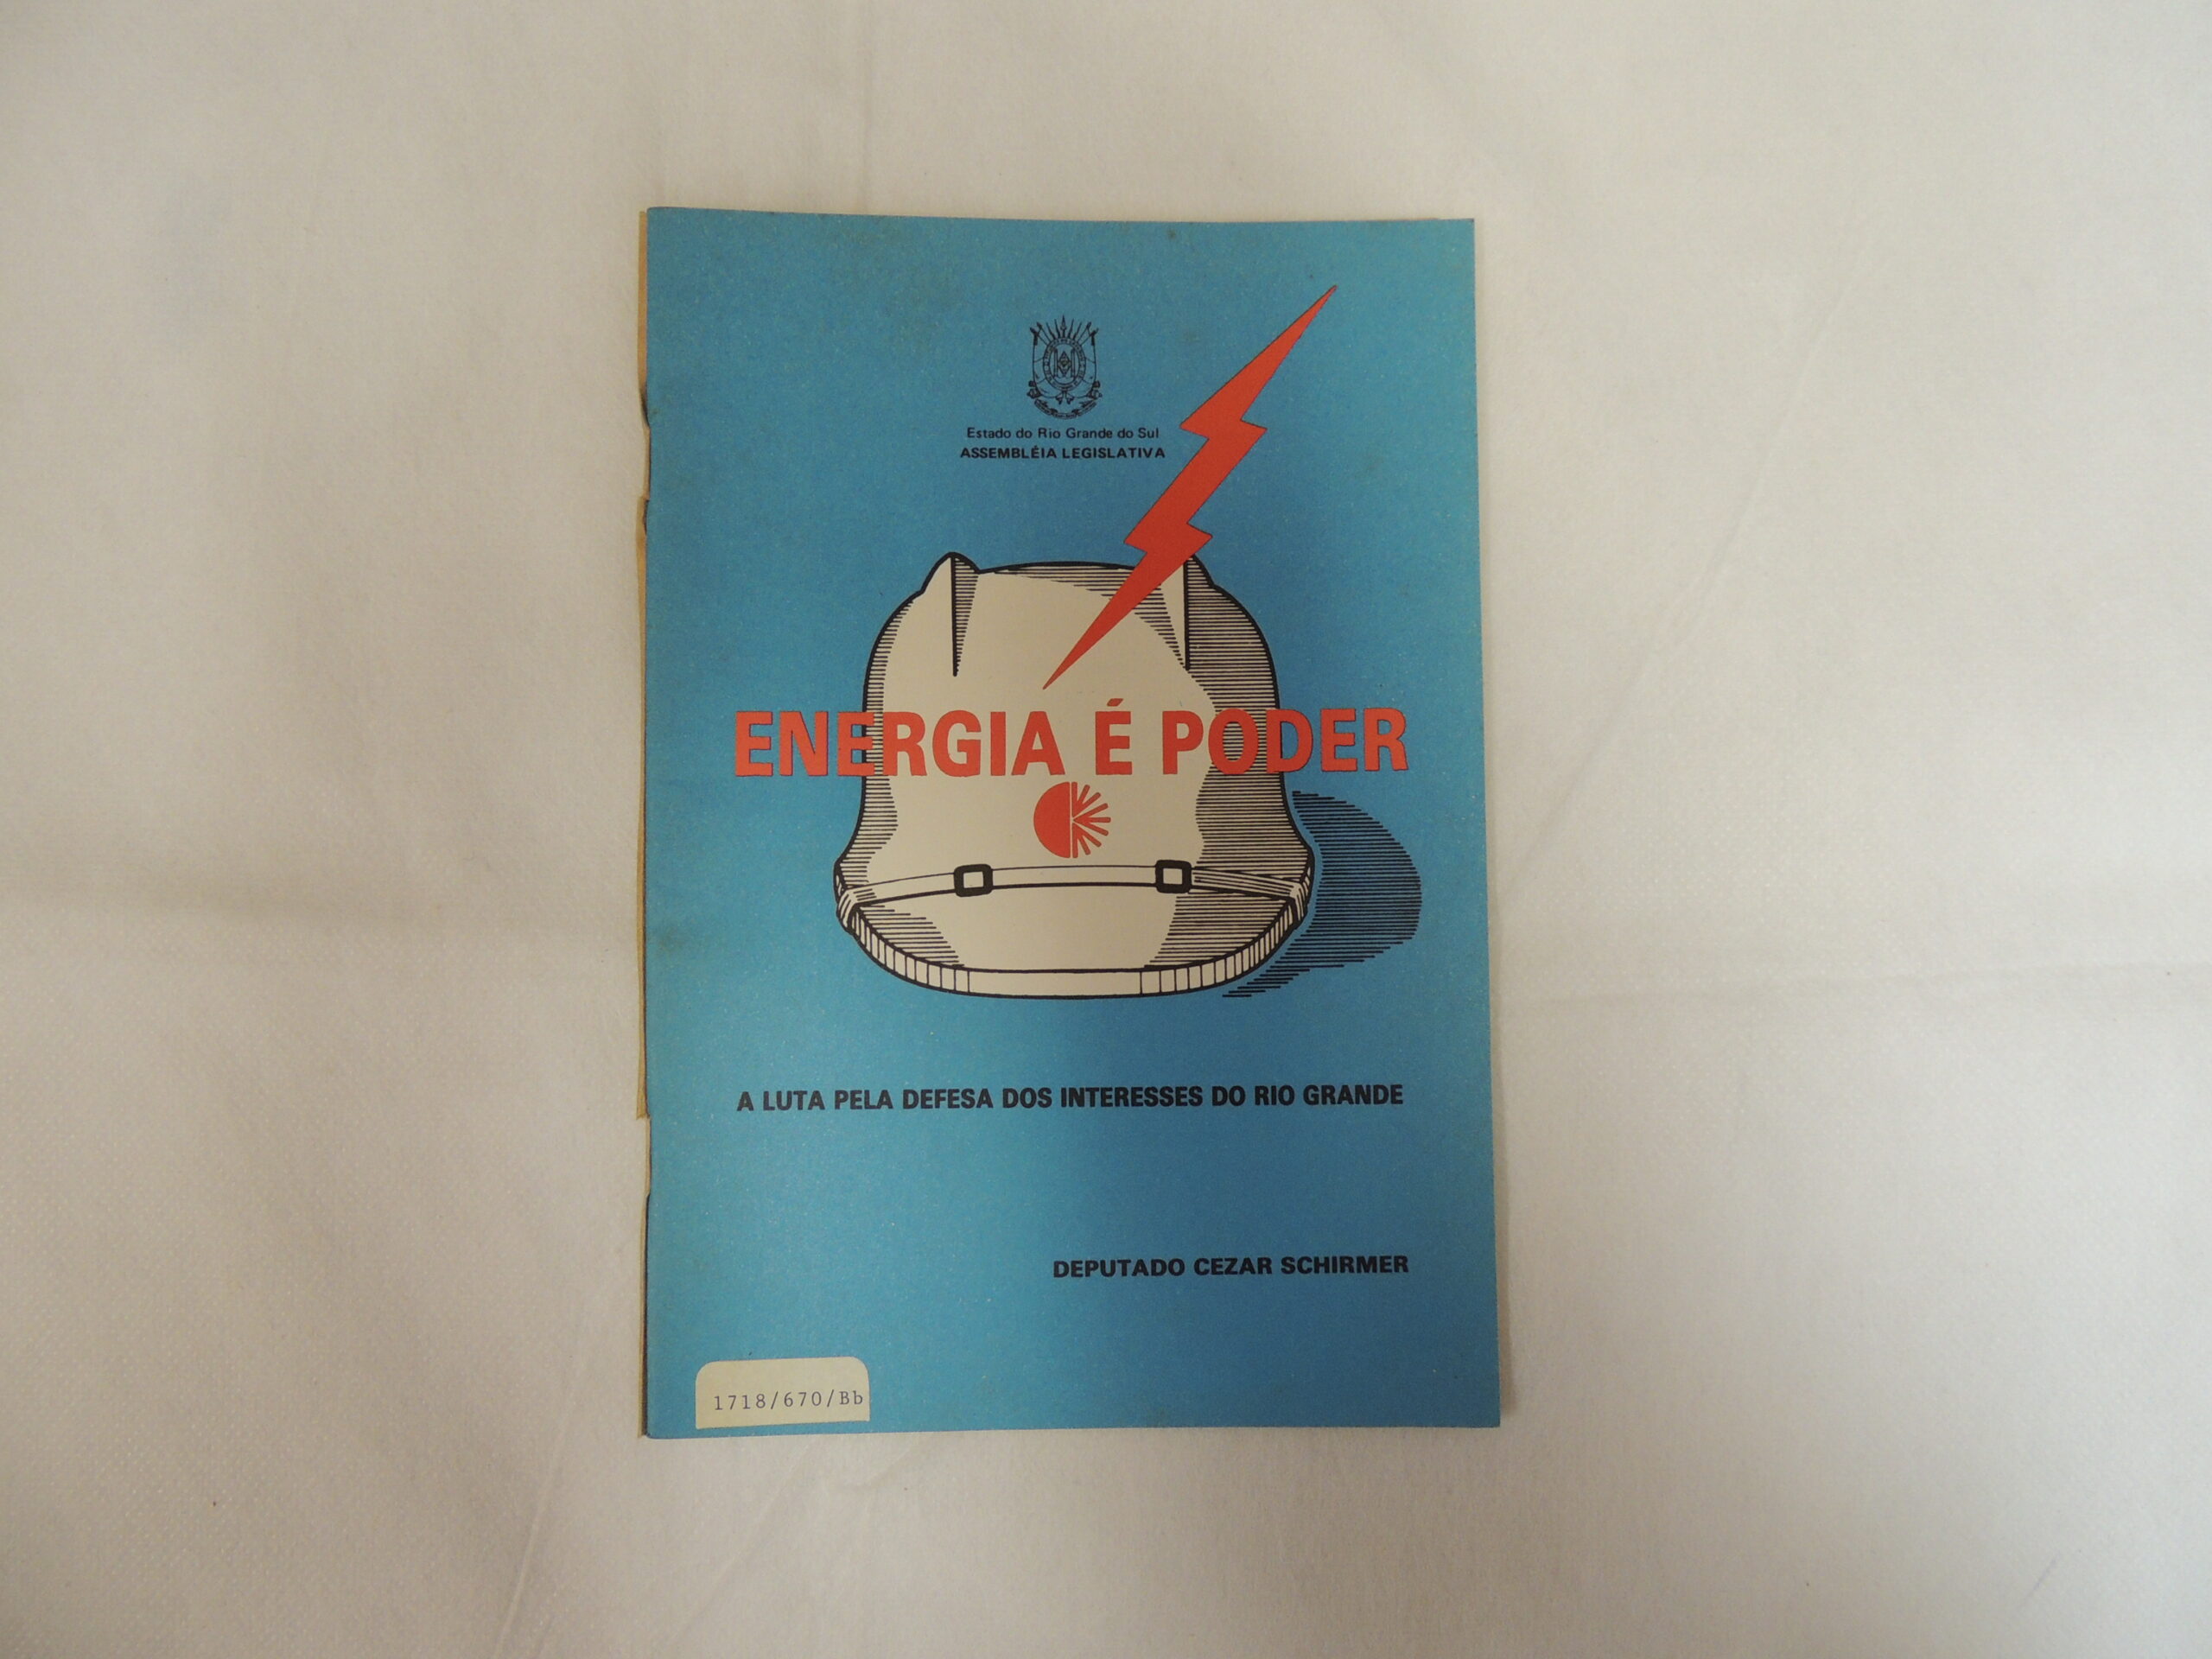 Estado do Rio Grande do Sul
ASSEMBLÉIA LEGISLATIVA
ENERGIA É PODER
A LUTA PELA DEFESA DOS INTERESSES DO RIO GRANDE
DEPUTADO CEZAR SCHIRMER
1718/670/Bb